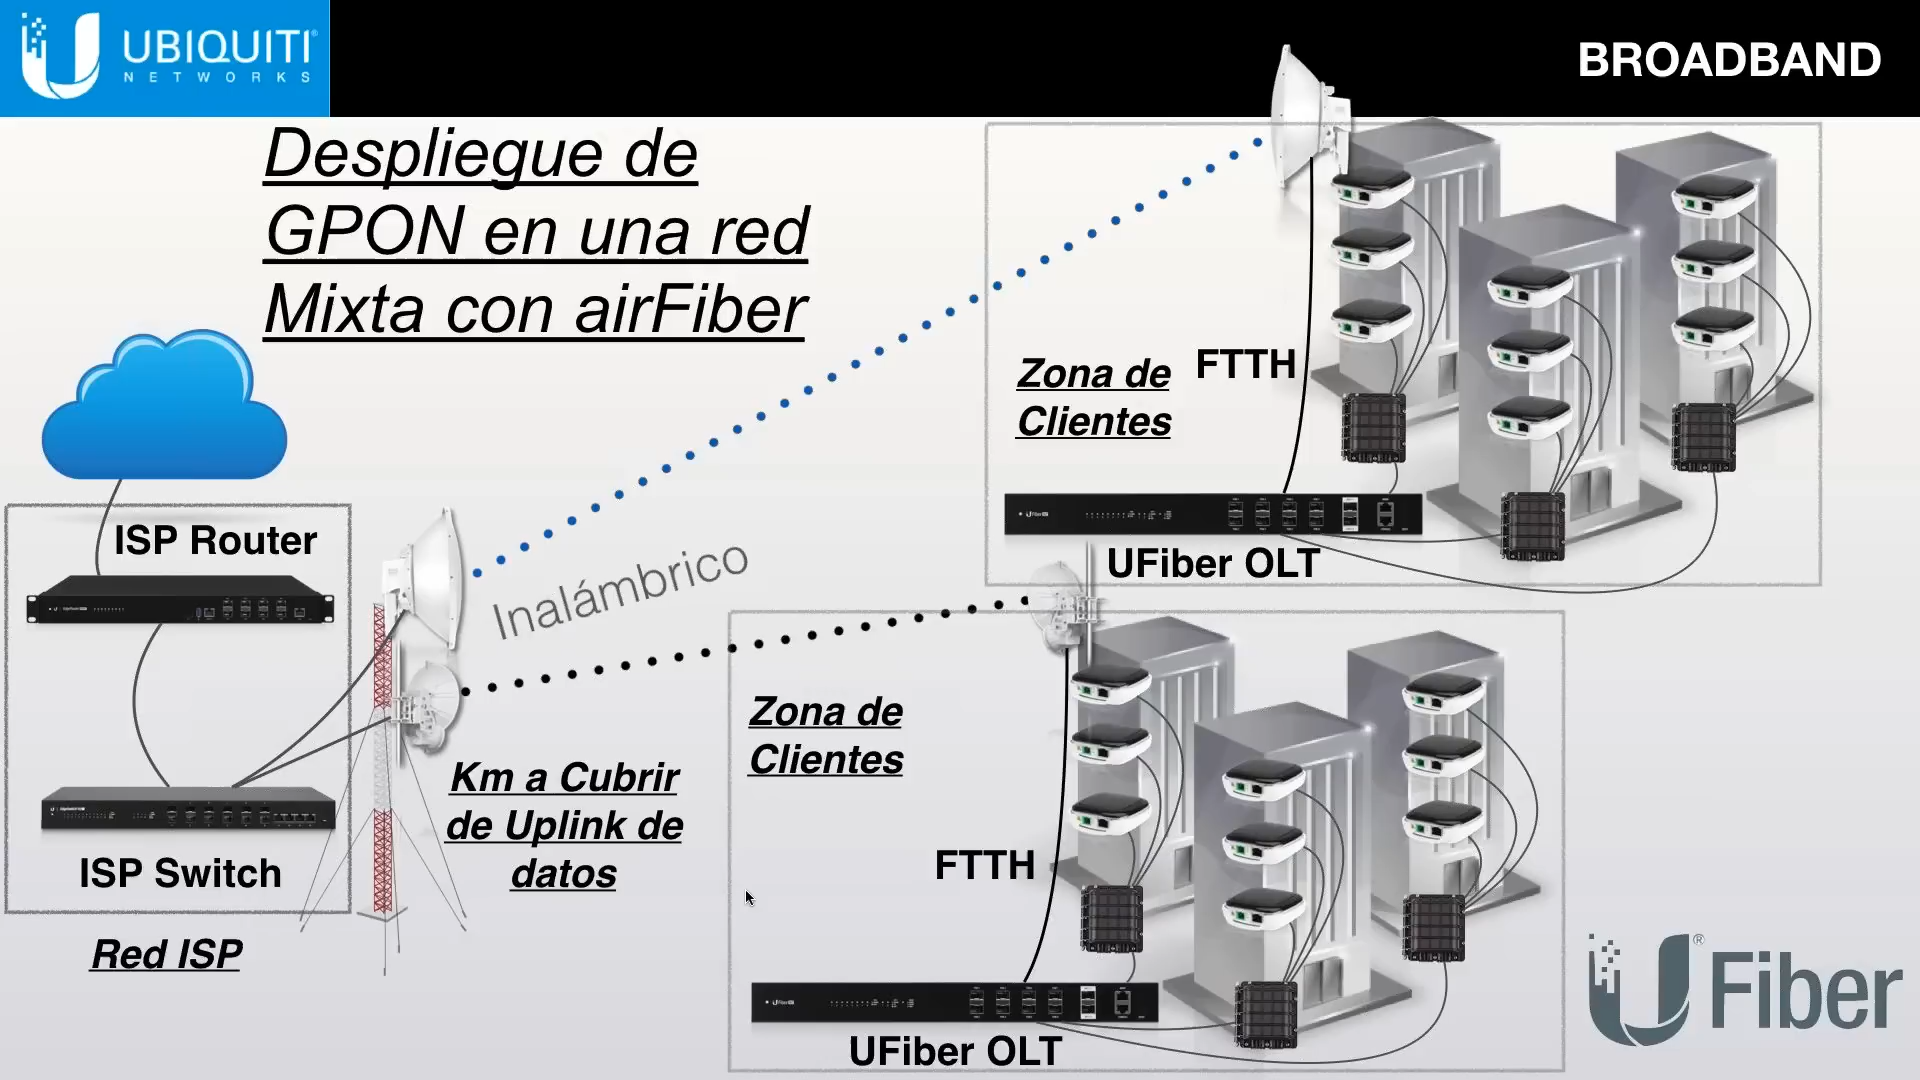 UBIQUITI
NETWORKS
BROADBAND
Despliegue de
GPON en una red
Mixta con airFiber
ISP Router
ISP Switch
Red ISP
Inalámbrico
Km a Cubrir
de Uplink de
datos
Zona de
Clientes
FTTH
UFiber OLT
Zona de
Clientes
FTTH
UFiber OLT
U Fiber®